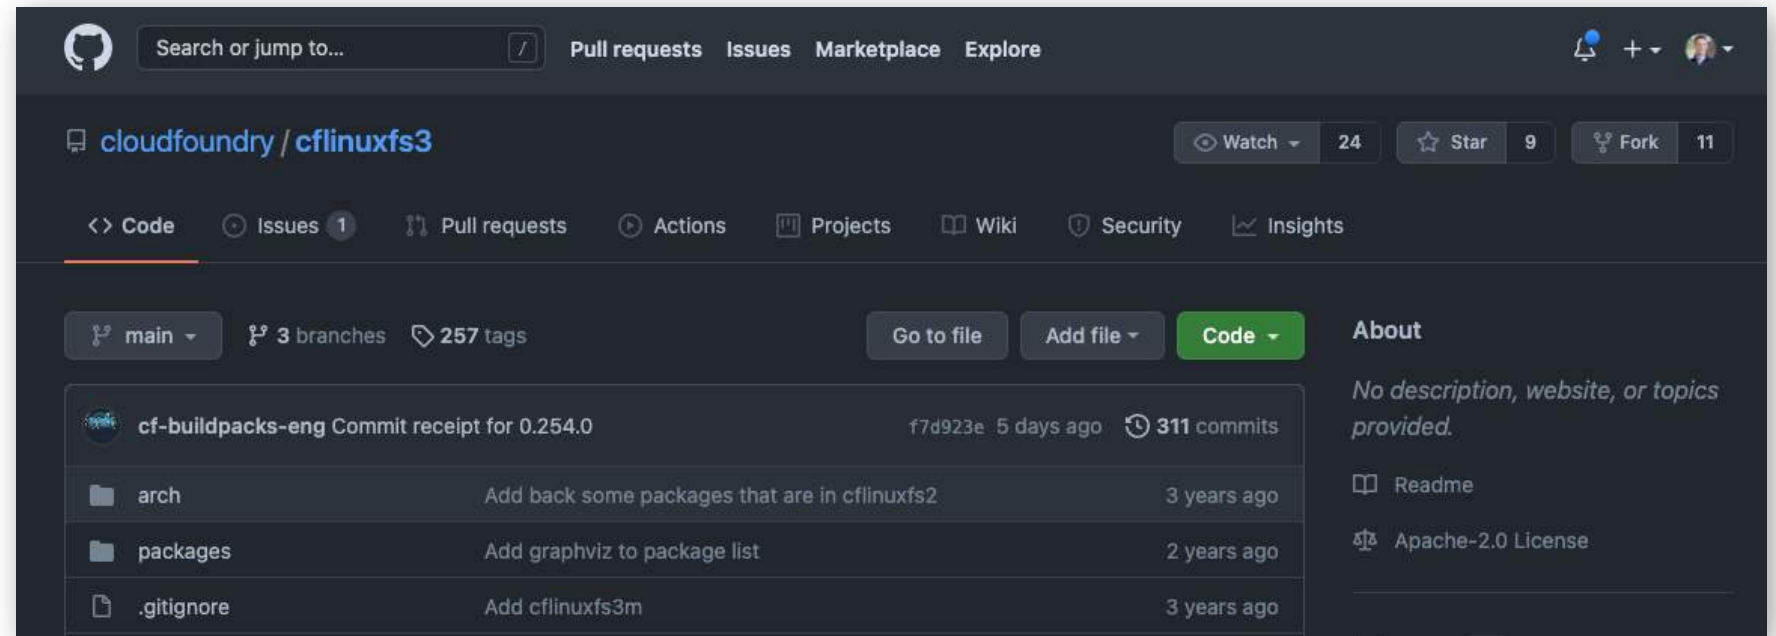 Search or jump to... / Pull requests Issues Marketplace Explore
cloudfoundry / cflinuxfs3 Watch 24 Star 9 Fork 11
Code Issues 1 Pull requests Actions Projects Wiki Security Insights
main 3 branches 257 tags Go to file Add file Code About
No description, website, or topics provided.
cf-buildpacks-eng Commit receipt for 0.254.0 f7d923e 5 days ago 311 commits
arch Add back some packages that are in cflinuxfs2 3 years ago Readme
packages Add graphviz to package list 2 years ago Apache-2.0 License
.gitignore Add cflinuxfs3m 3 years ago